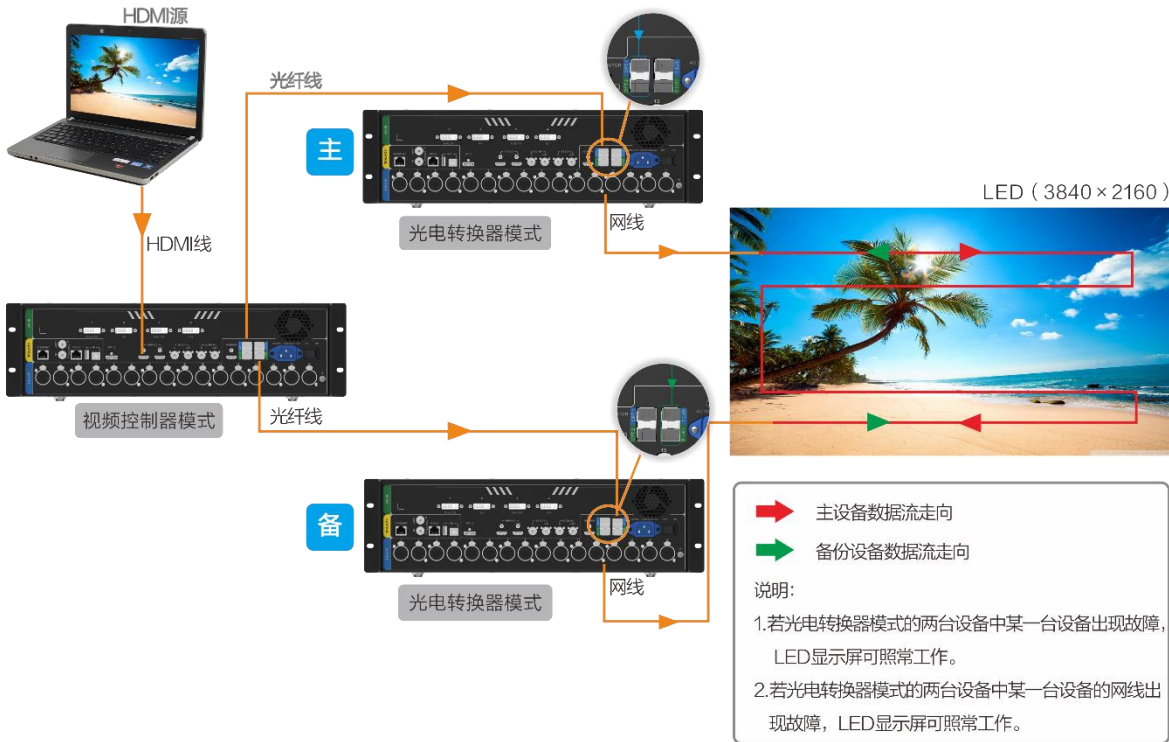 HDMI源
光纤线
主
光电转换器模式
网线
LED（3840×2160）
HDMI线
视频控制器模式
光纤线
备
光电转换器模式
网线
主设备数据流走向
备份设备数据流走向
说明：
1.若光电转换器模式的两台设备中某一台设备出现故障，
LED显示屏可照常工作。
2.若光电转换器模式的两台设备中某一台设备的网线出
现故障，LED显示屏可照常工作。